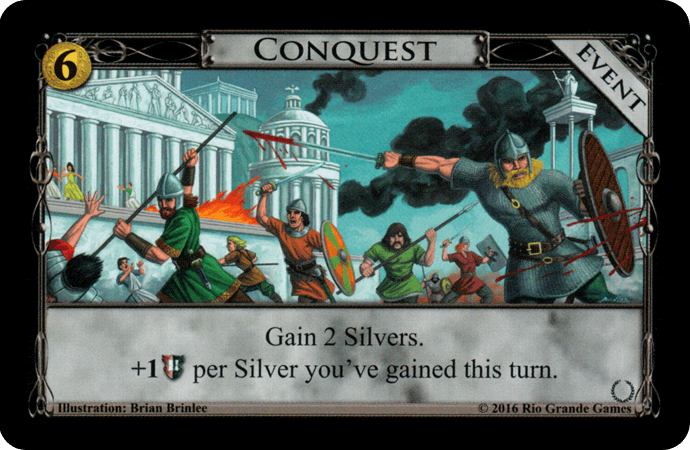 6
CONQUEST
EVENT
Gain 2 Silvers.
+1 per Silver you've gained this turn.
Illustration: Brian Brinlee
© 2016 Rio Grande Games